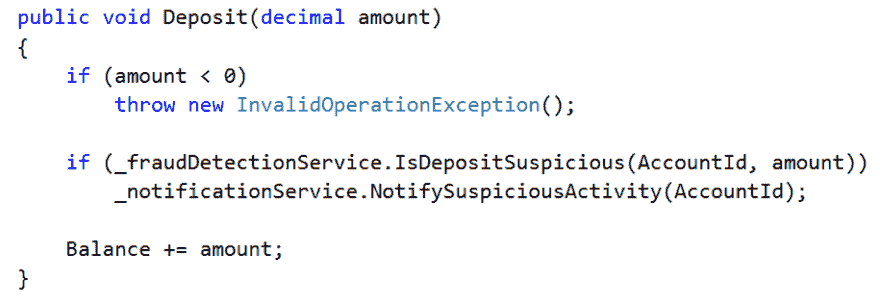 public void Deposit(decimal amount)
{
    if (amount < 0)
        throw new InvalidOperationException();

    if (_fraudDetectionService.IsDepositSuspicious(AccountId, amount))
        _notificationService.NotifySuspiciousActivity(AccountId);

    Balance += amount;
}